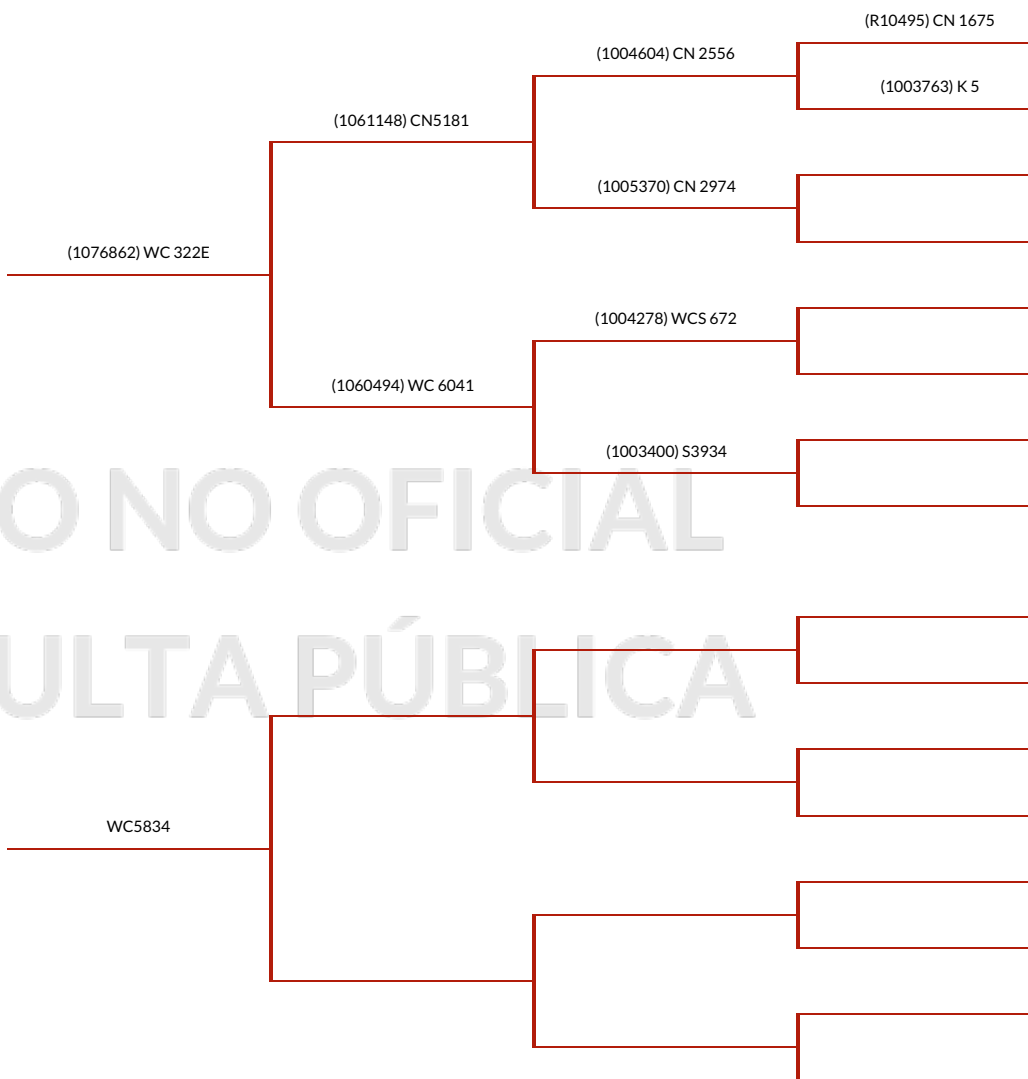 (R10495) CN 1675
(1004604) CN 2556
(1003763) K 5
(1061148) CN5181
(1005370) CN 2974
(1076862) WC 322E
(1004278) WCS 672
(1060494) WC 6041
(1003400) S3934
O NO OFICIAL
ULTA PÚBLICA
WC5834